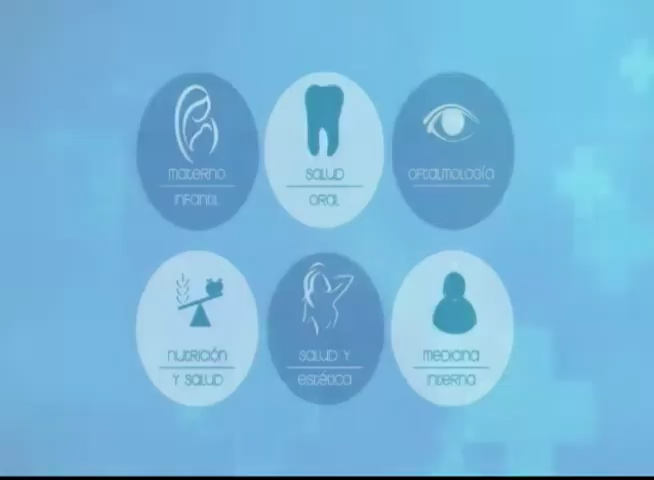 materno
infantil
salud
oral
oftalmología
nutrición
y salud
salud y
estética
medicina
interna